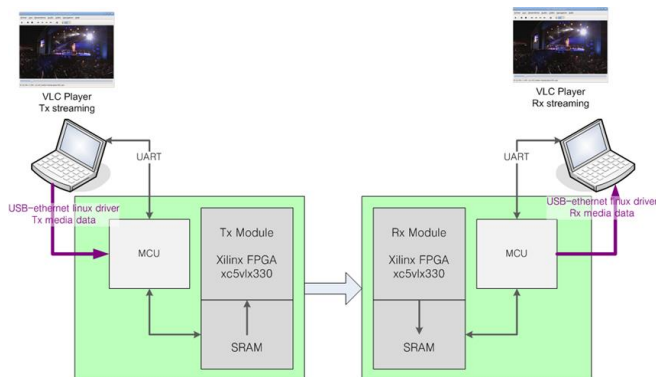 VLC Player
Tx streaming
VLC Player
Rx streaming
UART
UART
USB-ethernet linux driver
Tx media data
USB-ethernet linux driver
Rx media data
MCU
Tx Module
Xilinx FPGA
xc5vlx330
SRAM
Rx Module
Xilinx FPGA
xc5vlx330
SRAM
MCU